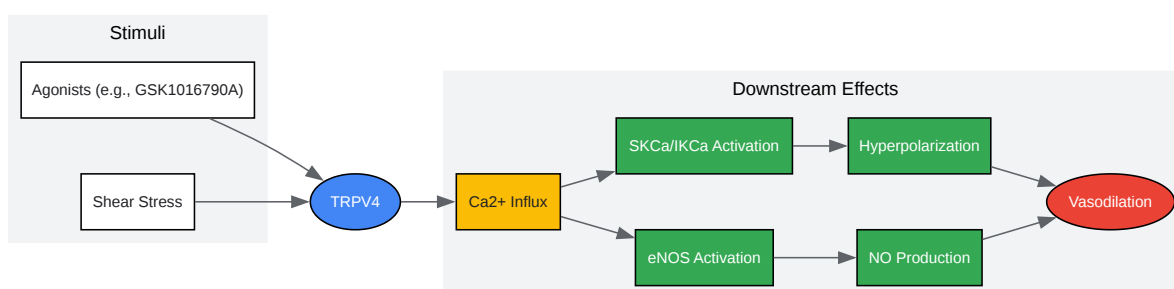 Stimuli
Agonists (e.g., GSK1016790A)
Shear Stress
TRPV4
Downstream Effects
Ca2+ Influx
SKCa/IKCa Activation
Hyperpolarization
eNOS Activation
NO Production
Vasodilation